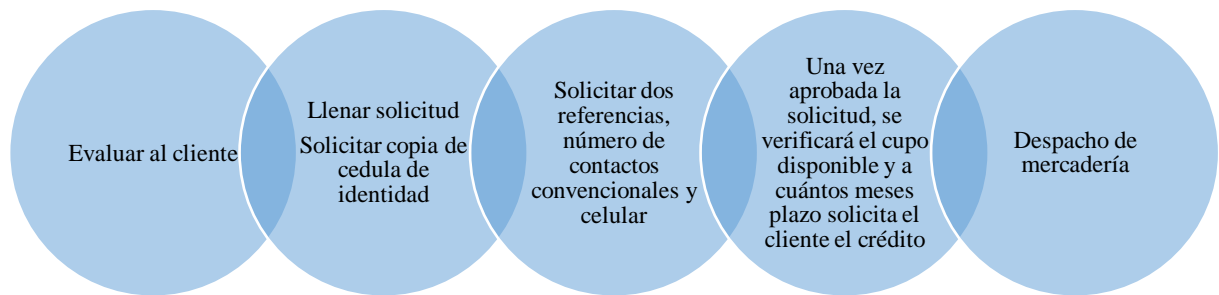 Evaluar al cliente
Llenar solicitud
Solicitar copia de
cedula de
identidad
Solicitar dos
referencias,
número de
contactos
convencionales y
celular
Una vez
aprobada la
solicitud, se
verificará el cupo
disponible y a
cuántos meses
plazo solicita el
cliente el crédito
Despacho de
mercadería